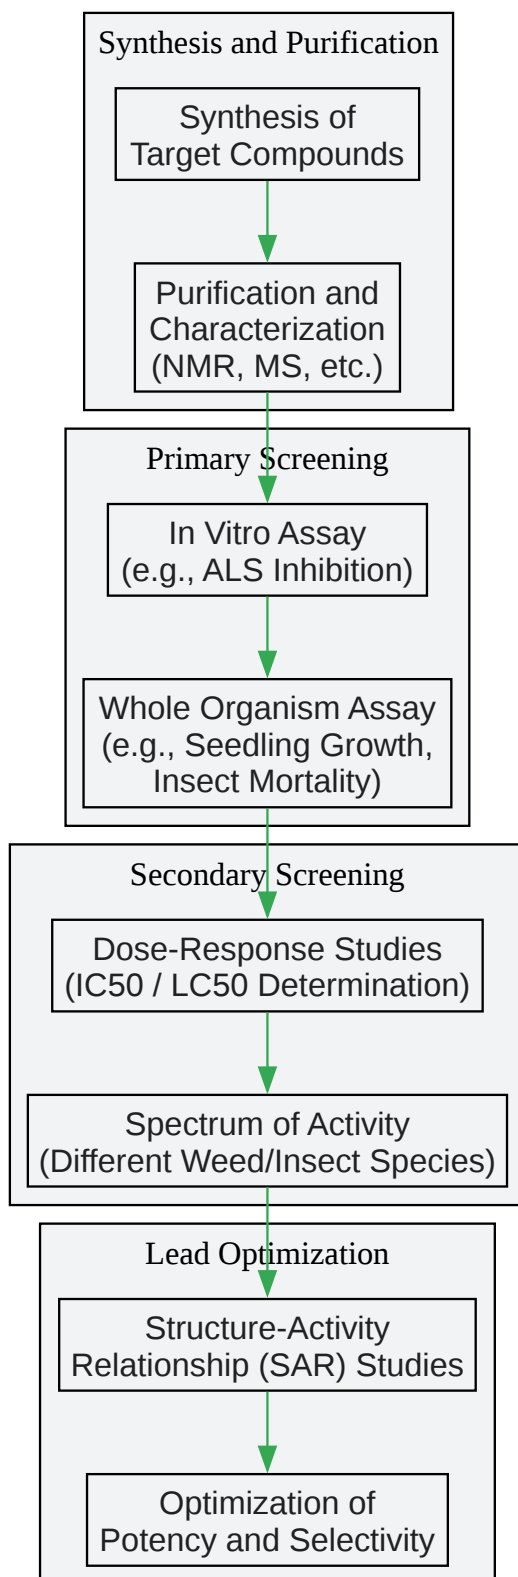 Synthesis and Purification
Synthesis of
Target Compounds
Purification and
Characterization
(NMR, MS, etc.)
Primary Screening
In Vitro Assay
(e.g., ALS Inhibition)
Whole Organism Assay
(e.g., Seedling Growth,
Insect Mortality)
Secondary Screening
Dose-Response Studies
(IC50 / LC50 Determination)
Spectrum of Activity
(Different Weed/Insect Species)
Lead Optimization
Structure-Activity
Relationship (SAR) Studies
Optimization of
Potency and Selectivity